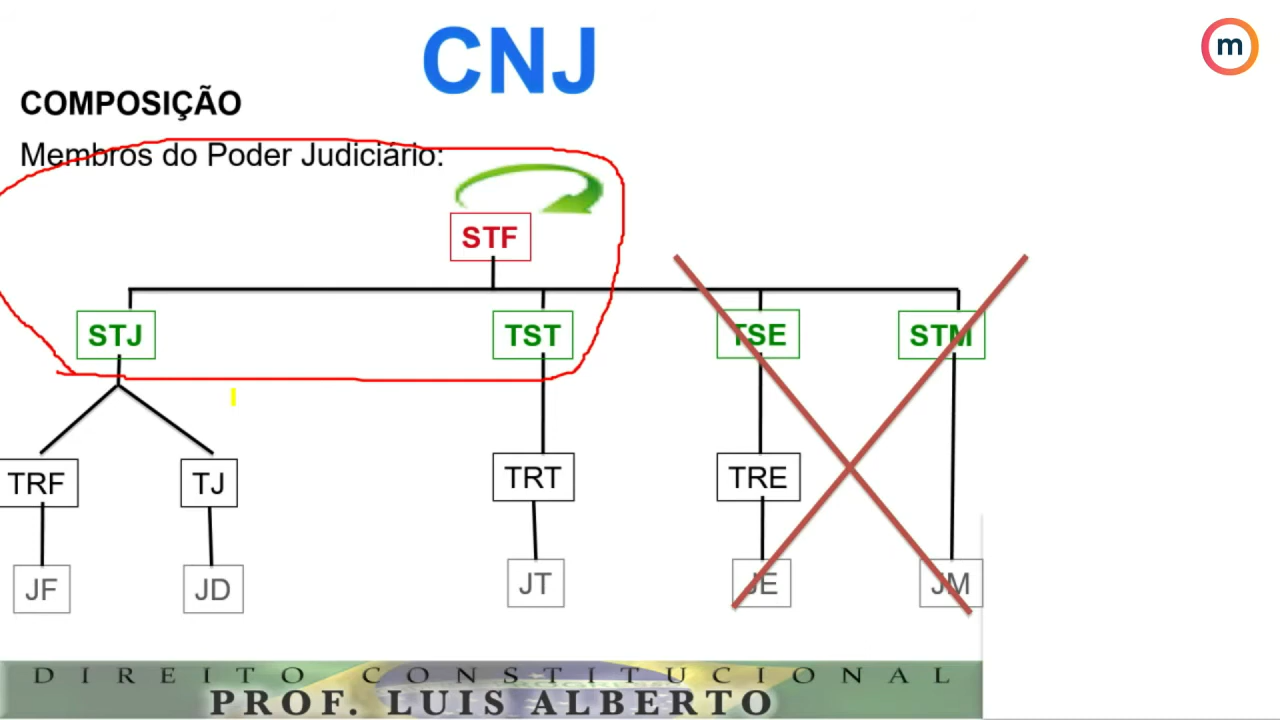 CNJ
m
COMPOSIÇÃO
Membros do Poder Judiciário:
STF
STJ TST TSE STM
TRF TJ TRT TRE
JF JD JT JE JM
DIREITO CONSTITUCIONAL
PROF. LUIS ALBERTO